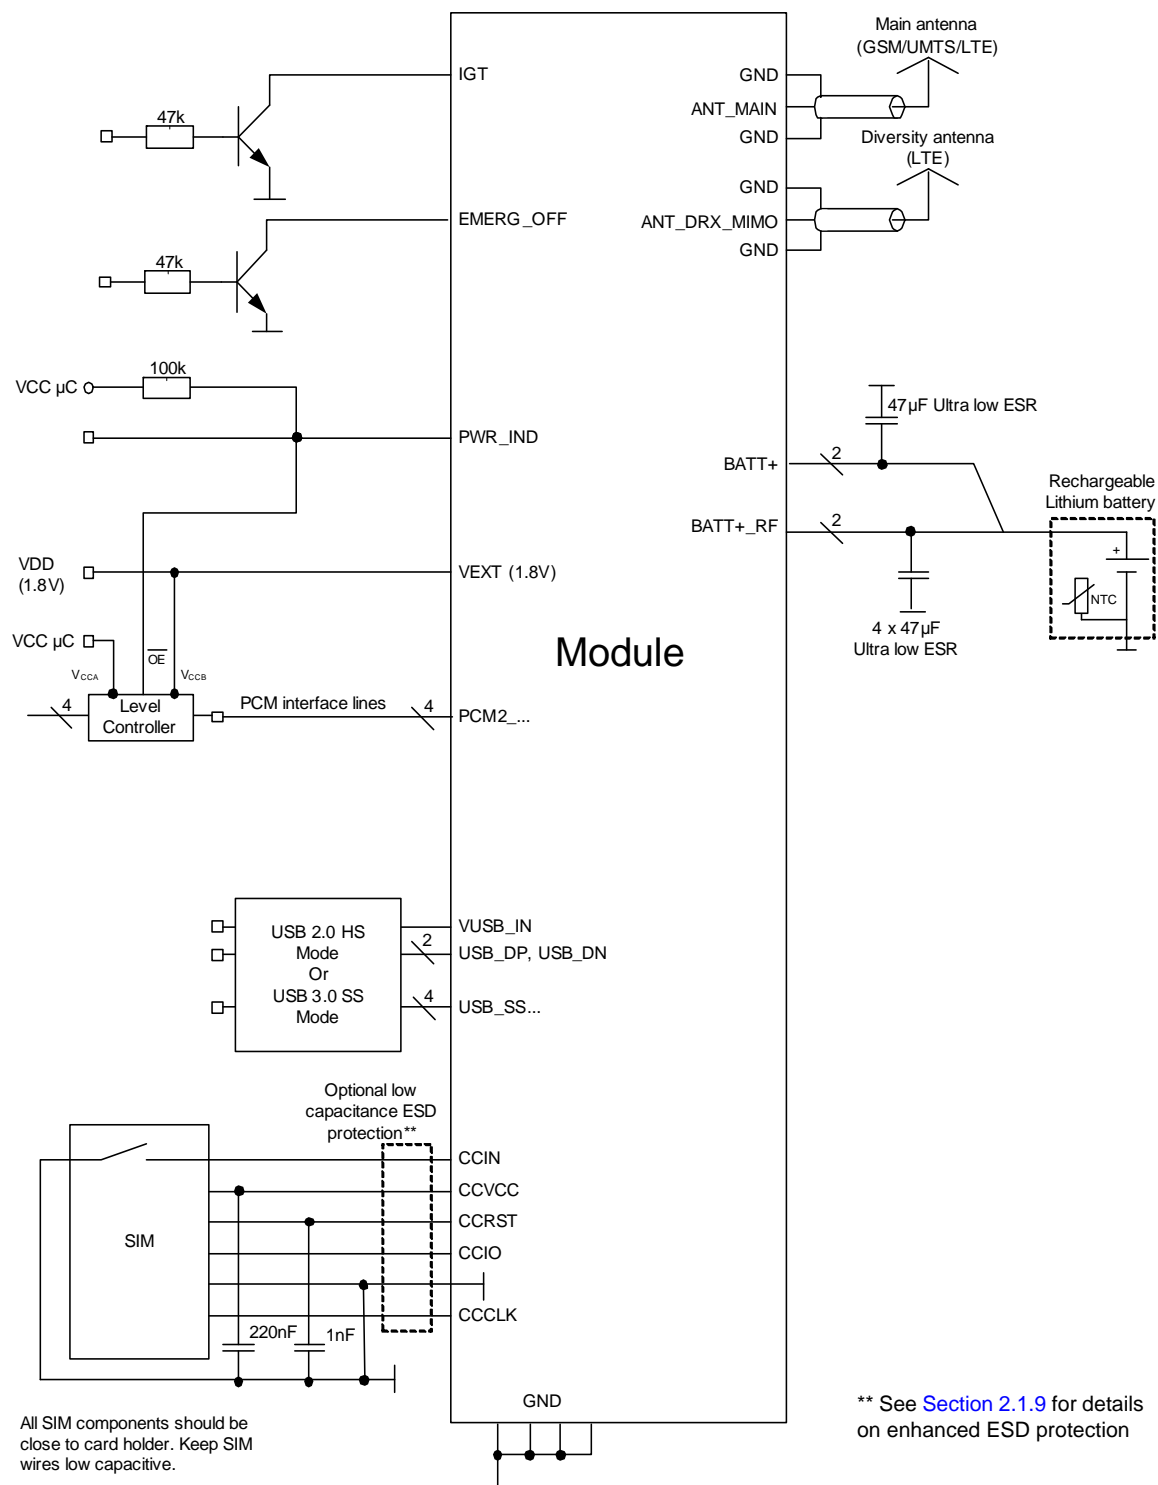 Main antenna
(GSM/UMTS/LTE)
IGT
GND
47k
ANT_MAIN
GND
Diversity antenna
(LTE)
GND
EMERG_OFF
ANT_DRX_MIMO
GND
47k
100k
VCC µC
47µF Ultra low ESR
PWR_IND
2
BATT+
Rechargeable
Lithium battery
2
BATT+_RF
+
VDD
(1.8V)
VEXT (1.8V)
NTC
4 x 47µF
Ultra low ESR
VCC µC
OE
Module
VCCA
VCCB
4
Level
Controller
PCM interface lines
4
PCM2_...
USB 2.0 HS
Mode
Or
USB 3.0 SS
Mode
VUSB_IN
2
USB_DP, USB_DN
4
USB_SS...
Optional low
capacitance ESD
protection**
CCIN
CCVCC
CCRST
SIM
CCIO
CCCLK
220nF
1nF
GND
** See Section 2.1.9 for details
on enhanced ESD protection
All SIM components should be
close to card holder. Keep SIM
wires low capacitive.